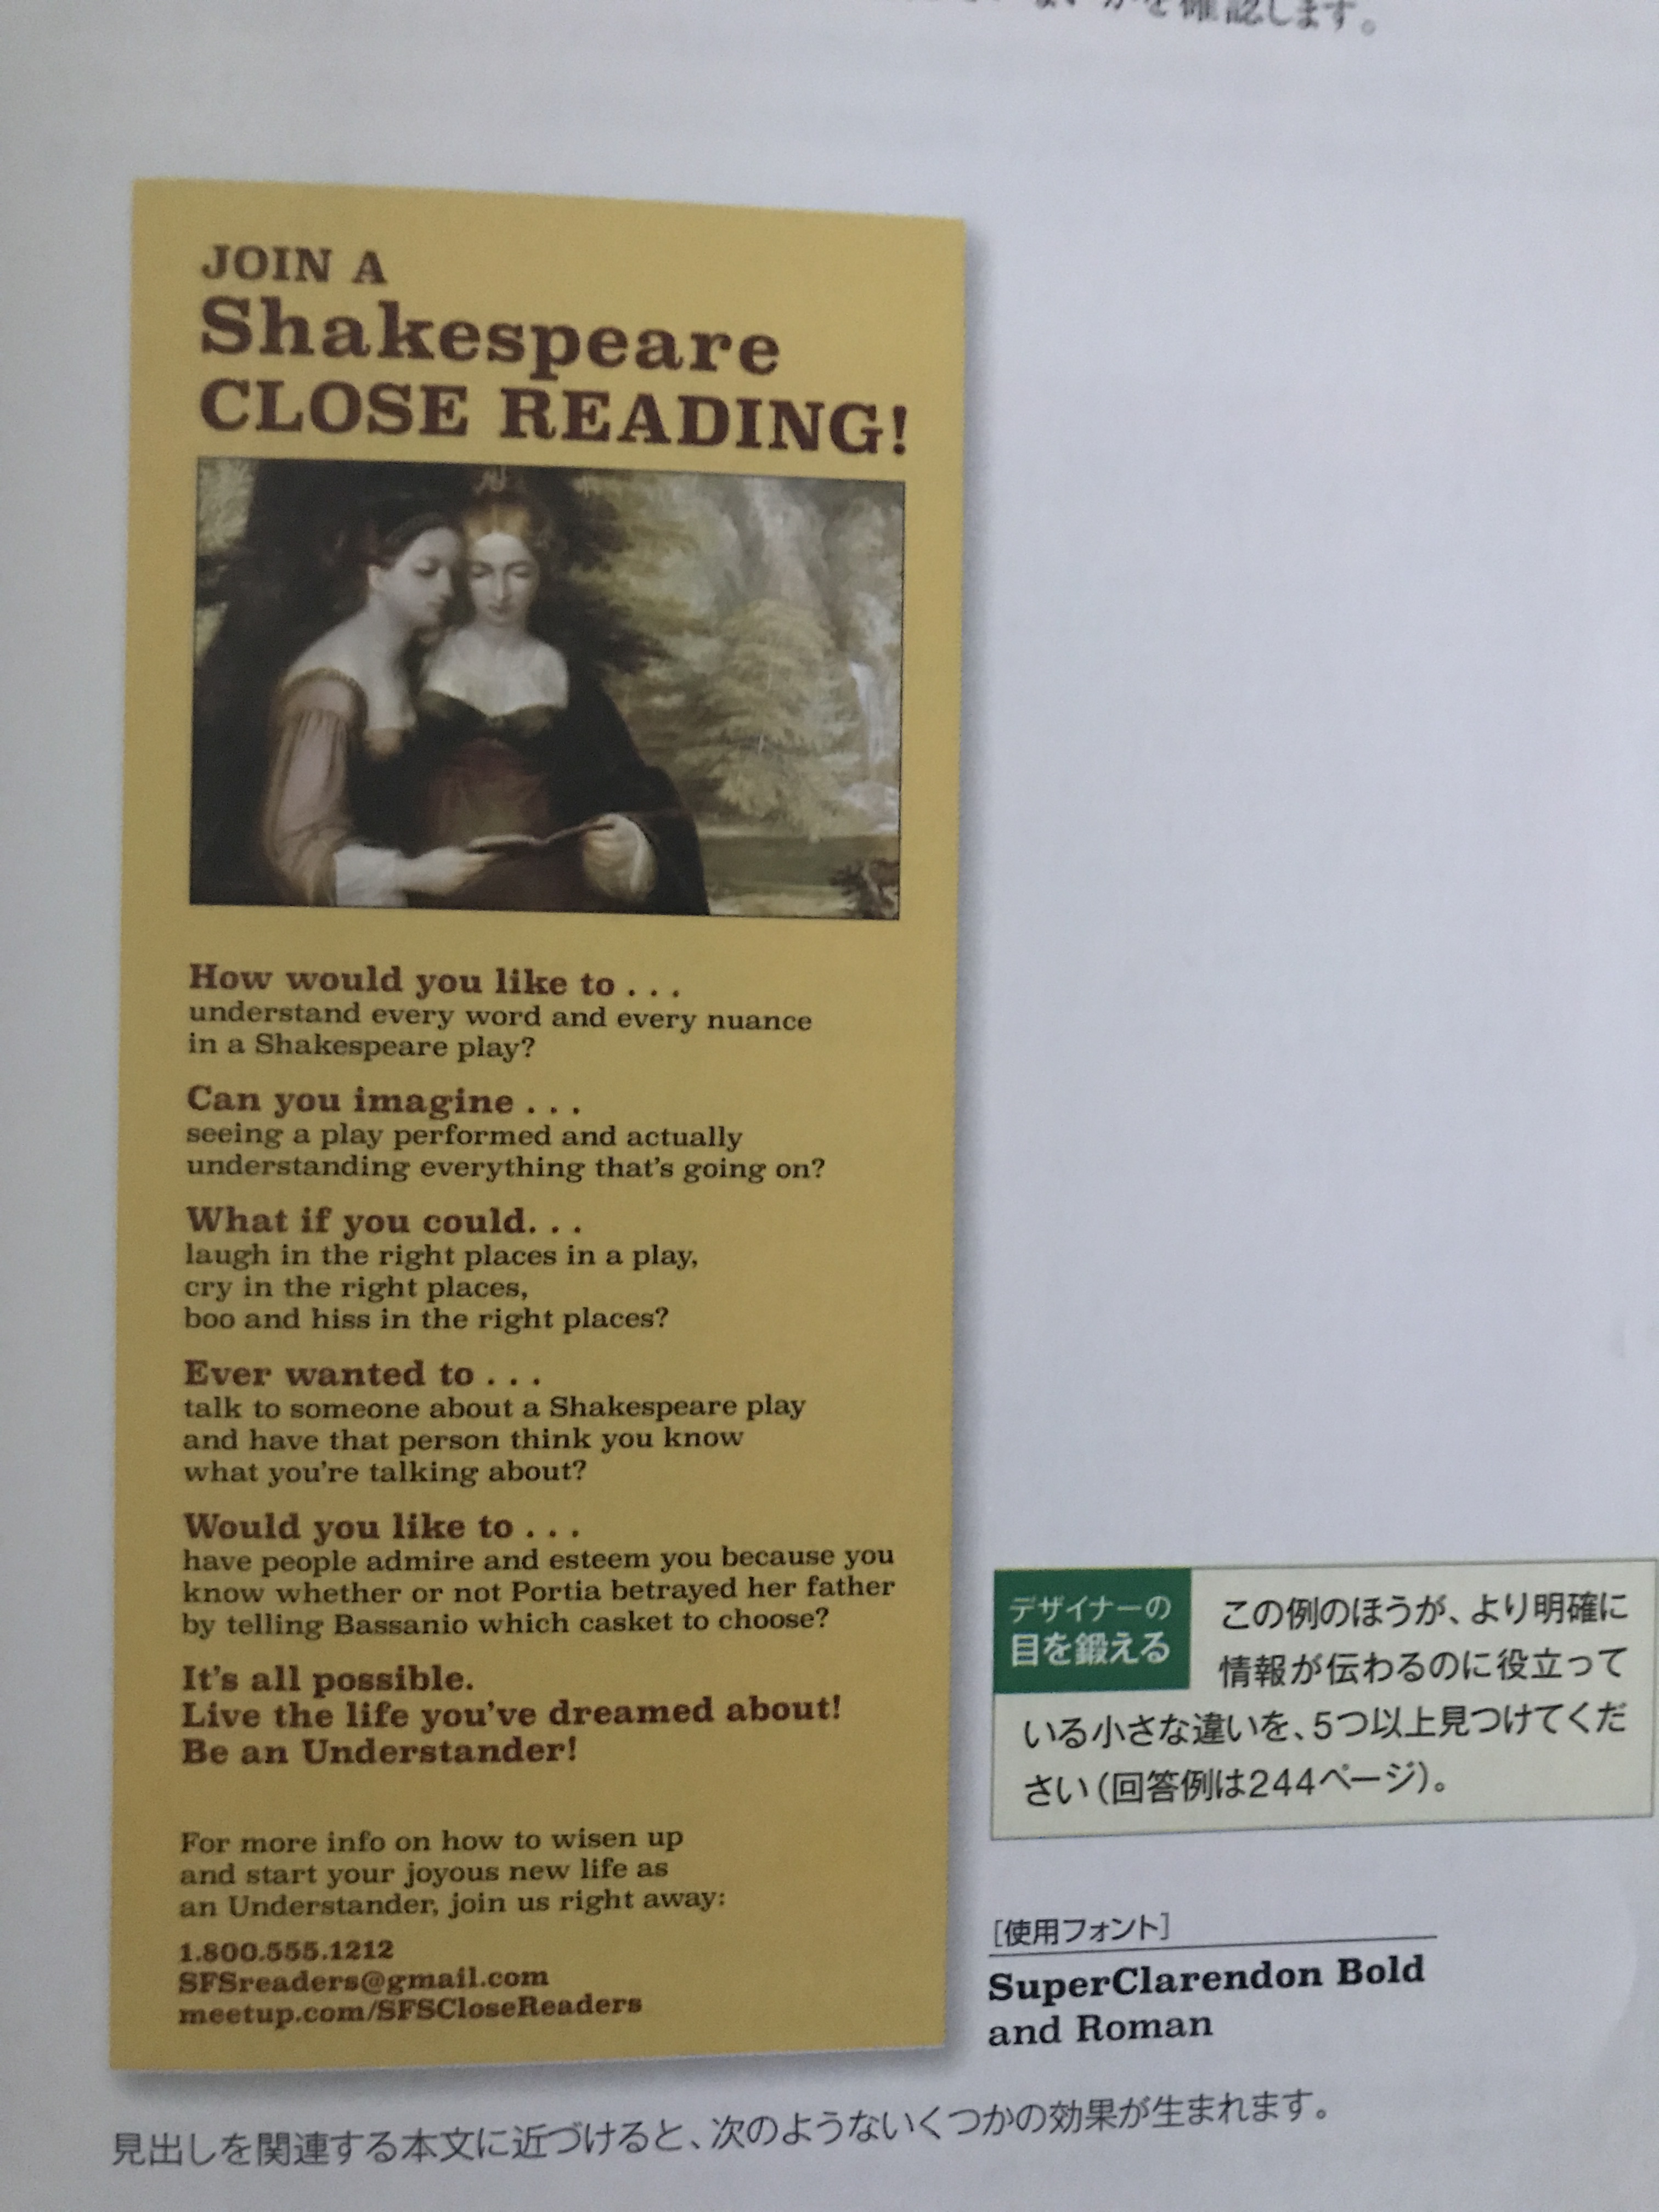 かを確認します。
JOIN A
Shakespeare
CLOSE READING!
How would you like to . . .
understand every word and every nuance
in a Shakespeare play?
Can you imagine . . .
seeing a play performed and actually
understanding everything that's going on?
What if you could. . .
laugh in the right places in a play,
cry in the right places,
boo and hiss in the right places?
Ever wanted to . . .
talk to someone about a Shakespeare play
and have that person think you know
what you're talking about?
Would you like to . . .
have people admire and esteem you because you
know whether or not Portia betrayed her father
by telling Bassanio which casket to choose?
It's all possible.
Live the life you've dreamed about!
Be an Understander!
For more info on how to wisen up
and start your joyous new life as
an Understander, join us right away:
1.800.555.1212
SFSreaders@gmail.com
meetup.com/SFSCloseReaders
デザイナーの
目を鍛える
この例のほうが、より明確に
情報が伝わるのに役立って
いる小さな違いを、5つ以上見つけてくだ
さい（回答例は244ページ）。
［使用フォント］
SuperClarendon Bold
and Roman
見出しを関連する本文に近づけると、次のようないくつかの効果が生まれます。